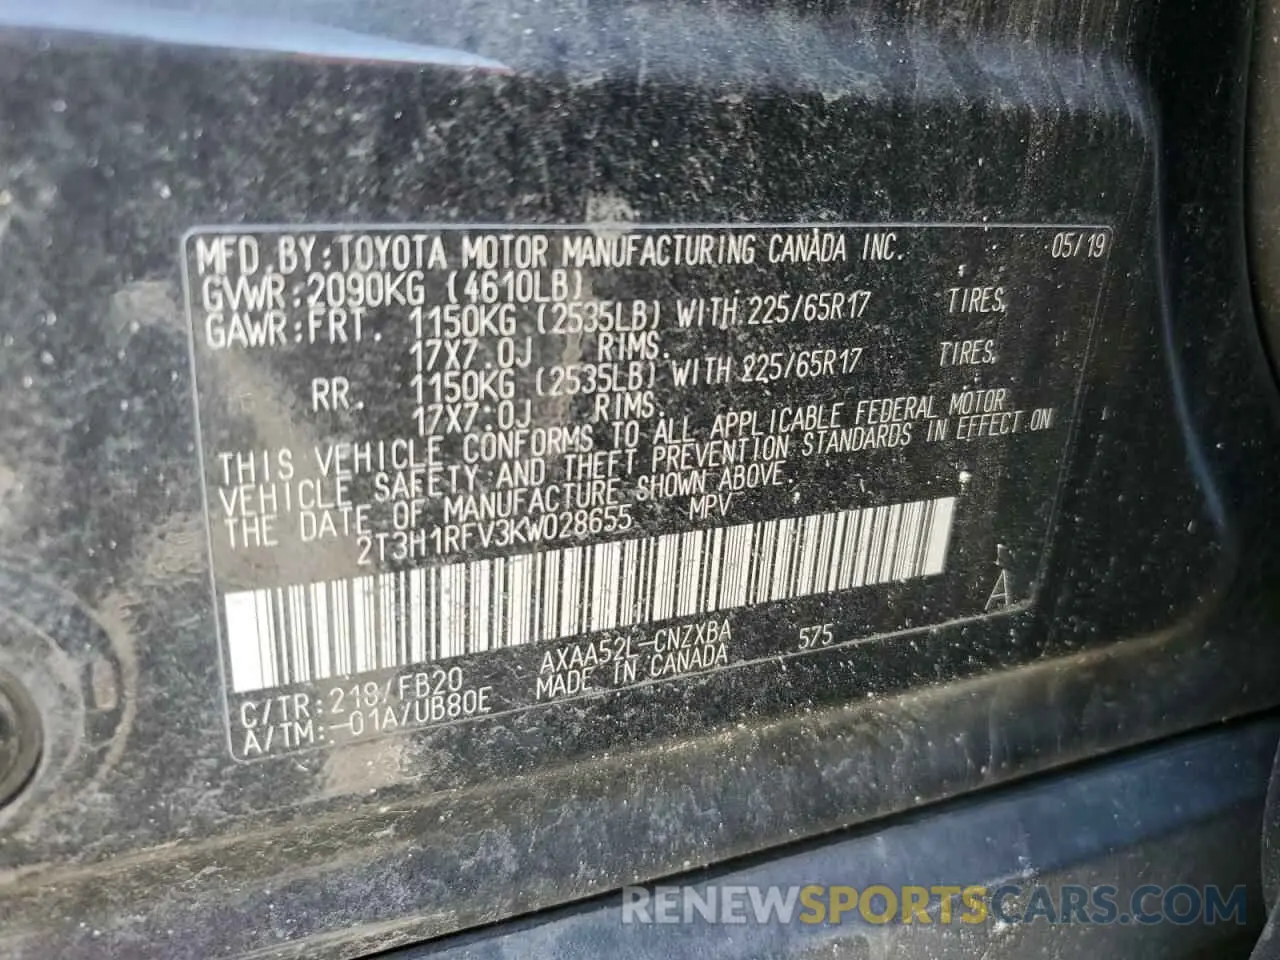 MFD. BY: TOYOTA MOTOR MANUFACTURING CANADA INC. 05/19
GVWR: 2090KG (4610LB)
GAWR: FRT. 1150KG (2535LB) WITH 225/65R17 TIRES,
17X7.0J RIMS.
RR. 1150KG (2535LB) WITH 225/65R17 TIRES,
17X7.0J RIMS.
THIS VEHICLE CONFORMS TO ALL APPLICABLE FEDERAL MOTOR
VEHICLE SAFETY AND THEFT PREVENTION STANDARDS IN EFFECT ON
THE DATE OF MANUFACTURE SHOWN ABOVE.
2T3H1RFV3KW028655 MPV
A
C/TR: 218/FB20 AXAA52L-CNZXBA 575
A/TM: -01A/UB80E MADE IN CANADA
RENEWSPORTSCARS.COM